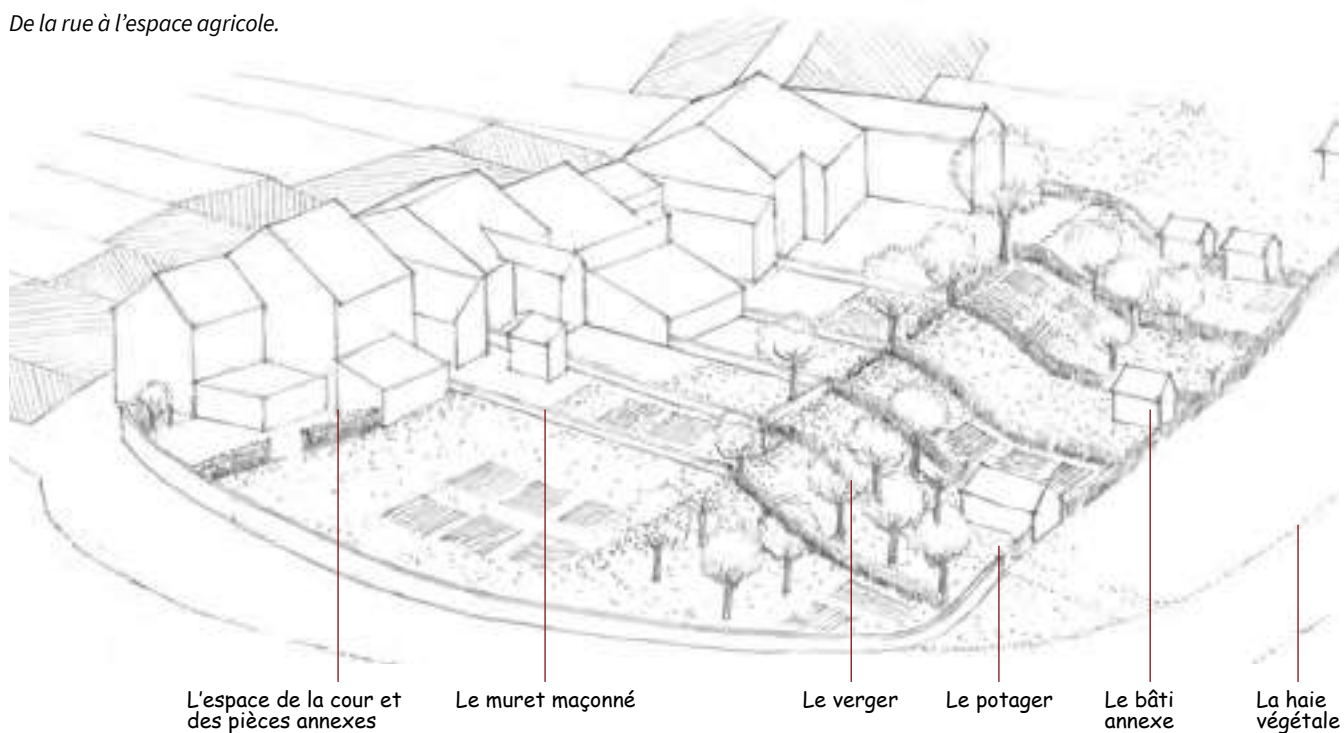 De la rue à l’espace agricole.
L’espace de la cour et
des pièces annexes
Le muret maçonné
Le verger
Le potager
Le bâti
annexe
La haie
végétale